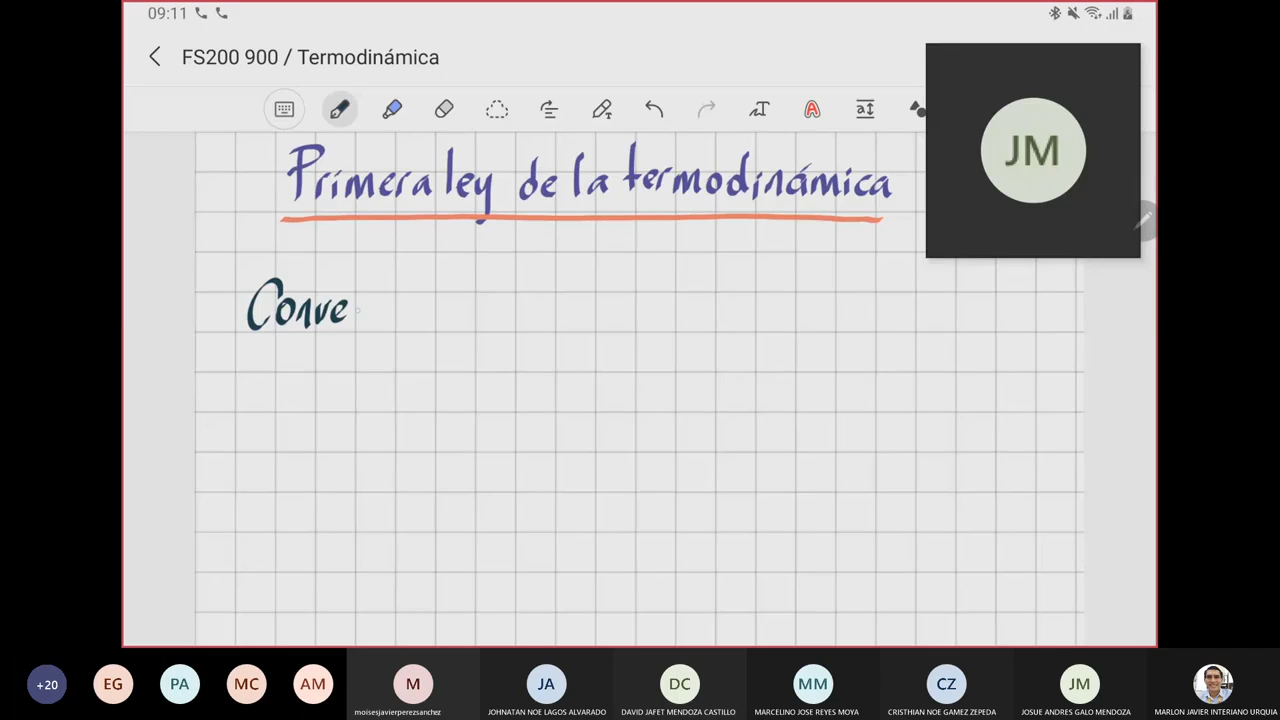 09:11
FS200 900 / Termodinámica
JM
Primera ley de la termodinámica
Conve
+20
EG
PA
MC
AM
M
JA
DC
MM
CZ
JM
moisesjavierperezsanchez
JOHNATAN NOE LAGOS ALVARADO
DAVID JAFET MENDOZA CASTILLO
MARCELINO JOSE REYES MOYA
CRISTHIAN NOE GAMEZ ZEPEDA
JOSUE ANDRES GALO MENDOZA
MARLON JAVIER INTERIANO URQUIA